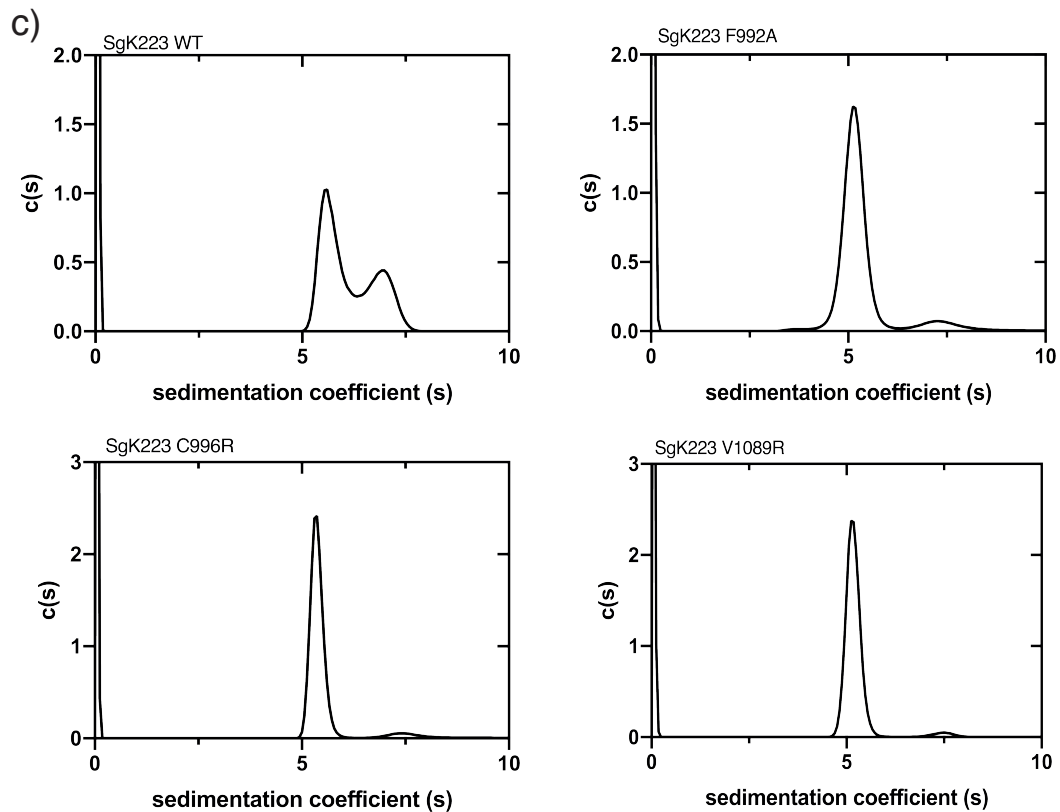 c)
SgK223 WT
2.0
1.5
1.0
0.5
0.0
c(s)
0
5
10
sedimentation coefficient (s)
SgK223 F992A
2.0
1.5
1.0
0.5
0.0
c(s)
0
5
10
sedimentation coefficient (s)
SgK223 C996R
3
2
1
0
c(s)
0
5
10
sedimentation coefficient (s)
SgK223 V1089R
3
2
1
0
c(s)
0
5
10
sedimentation coefficient (s)